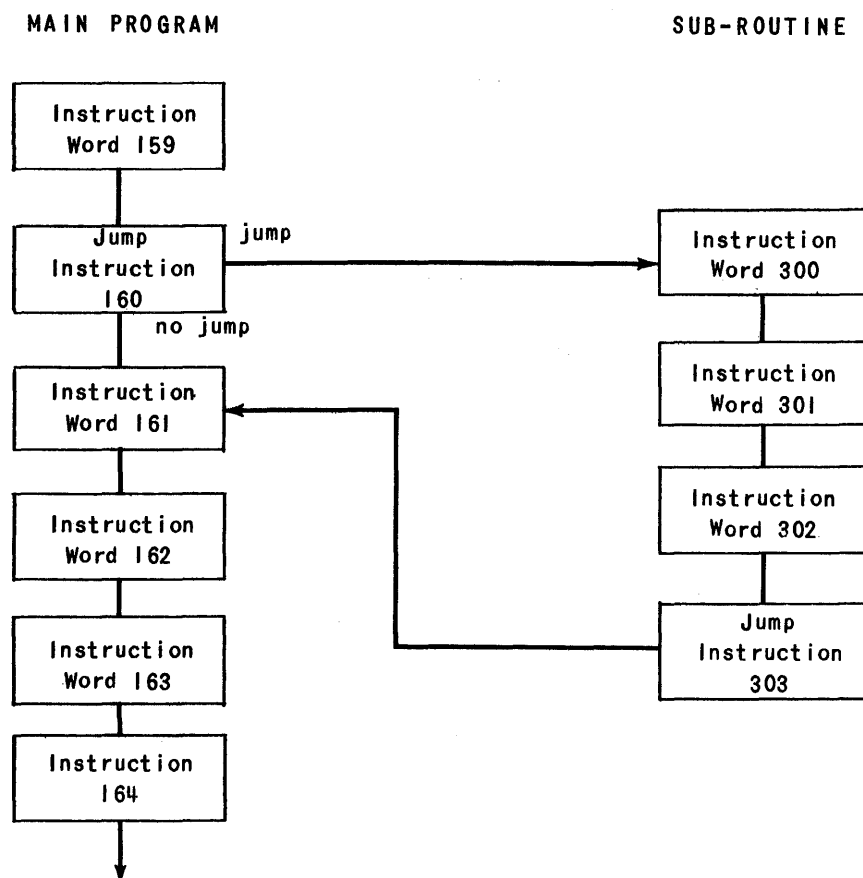 MAIN PROGRAM
SUB-ROUTINE
Instruction
Word 159
Jump
Instruction
160
jump
no jump
Instruction
Word 161
Instruction
Word 162
Instruction
Word 163
Instruction
164
Instruction
Word 300
Instruction
Word 301
Instruction
Word 302
Jump
Instruction
303